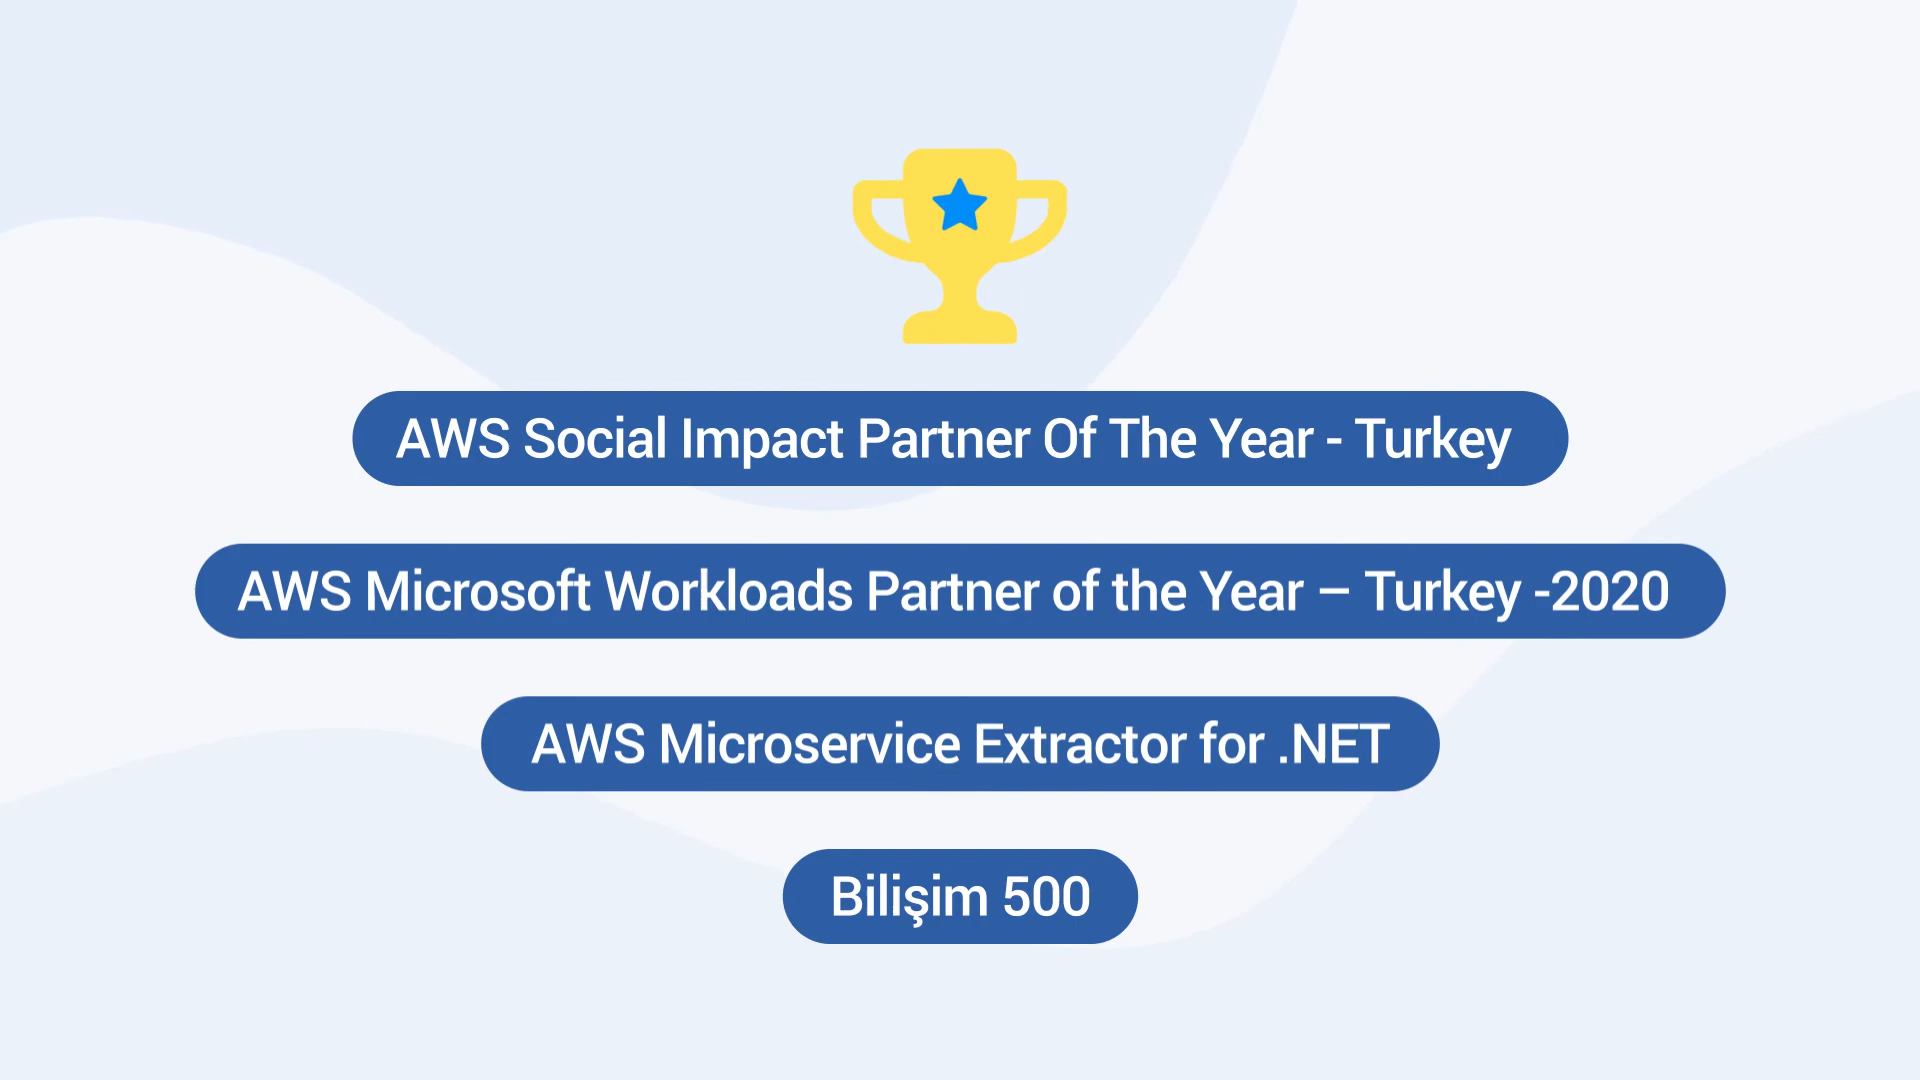 AWS Social Impact Partner Of The Year - Turkey
AWS Microsoft Workloads Partner of the Year – Turkey -2020
AWS Microservice Extractor for .NET
Bilişim 500